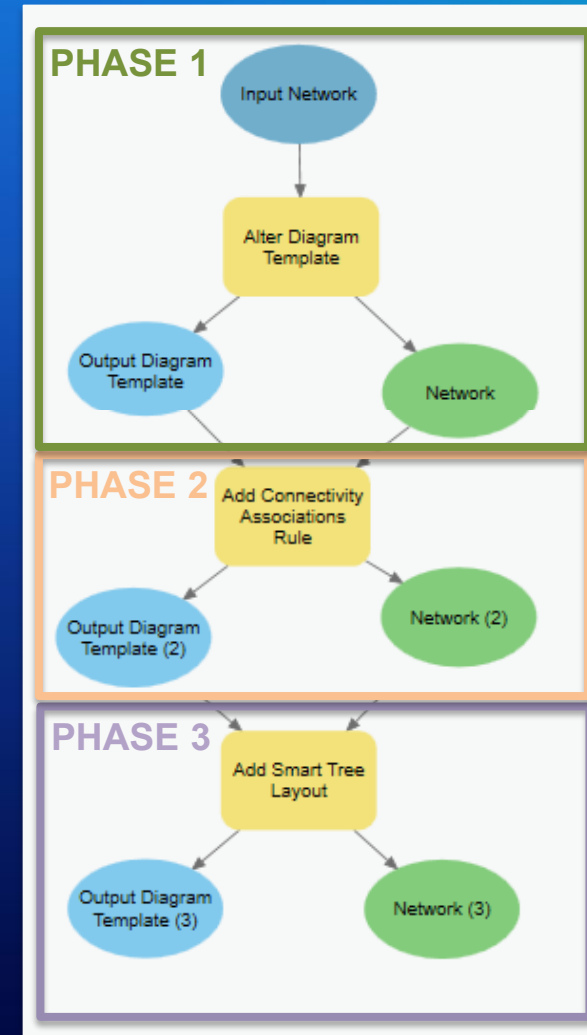 PHASE 1
Input Network
Alter Diagram
Template
Output Diagram
Template
Network
PHASE 2
Add Connectivity
Associations
Rule
Output Diagram
Template (2)
Network (2)
PHASE 3
Add Smart Tree
Layout
Output Diagram
Template (3)
Network (3)